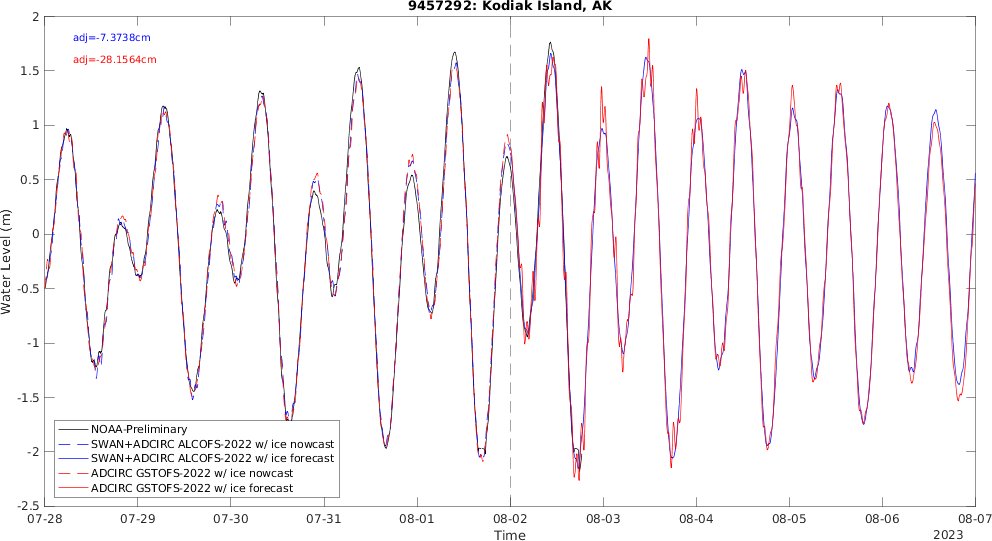 9457292: Kodiak Island, AK
adj=-7.3738cm
adj=-28.1564cm
Water Level (m)
2
1.5
1
0.5
0
-0.5
-1
-1.5
-2
-2.5
NOAA-Preliminary
SWAN+ADCIRC ALCOFS-2022 w/ ice nowcast
SWAN+ADCIRC ALCOFS-2022 w/ ice forecast
ADCIRC GSTOFS-2022 w/ ice nowcast
ADCIRC GSTOFS-2022 w/ ice forecast
07-28 07-29 07-30 07-31 08-01 08-02 08-03 08-04 08-05 08-06 08-07
Time
2023